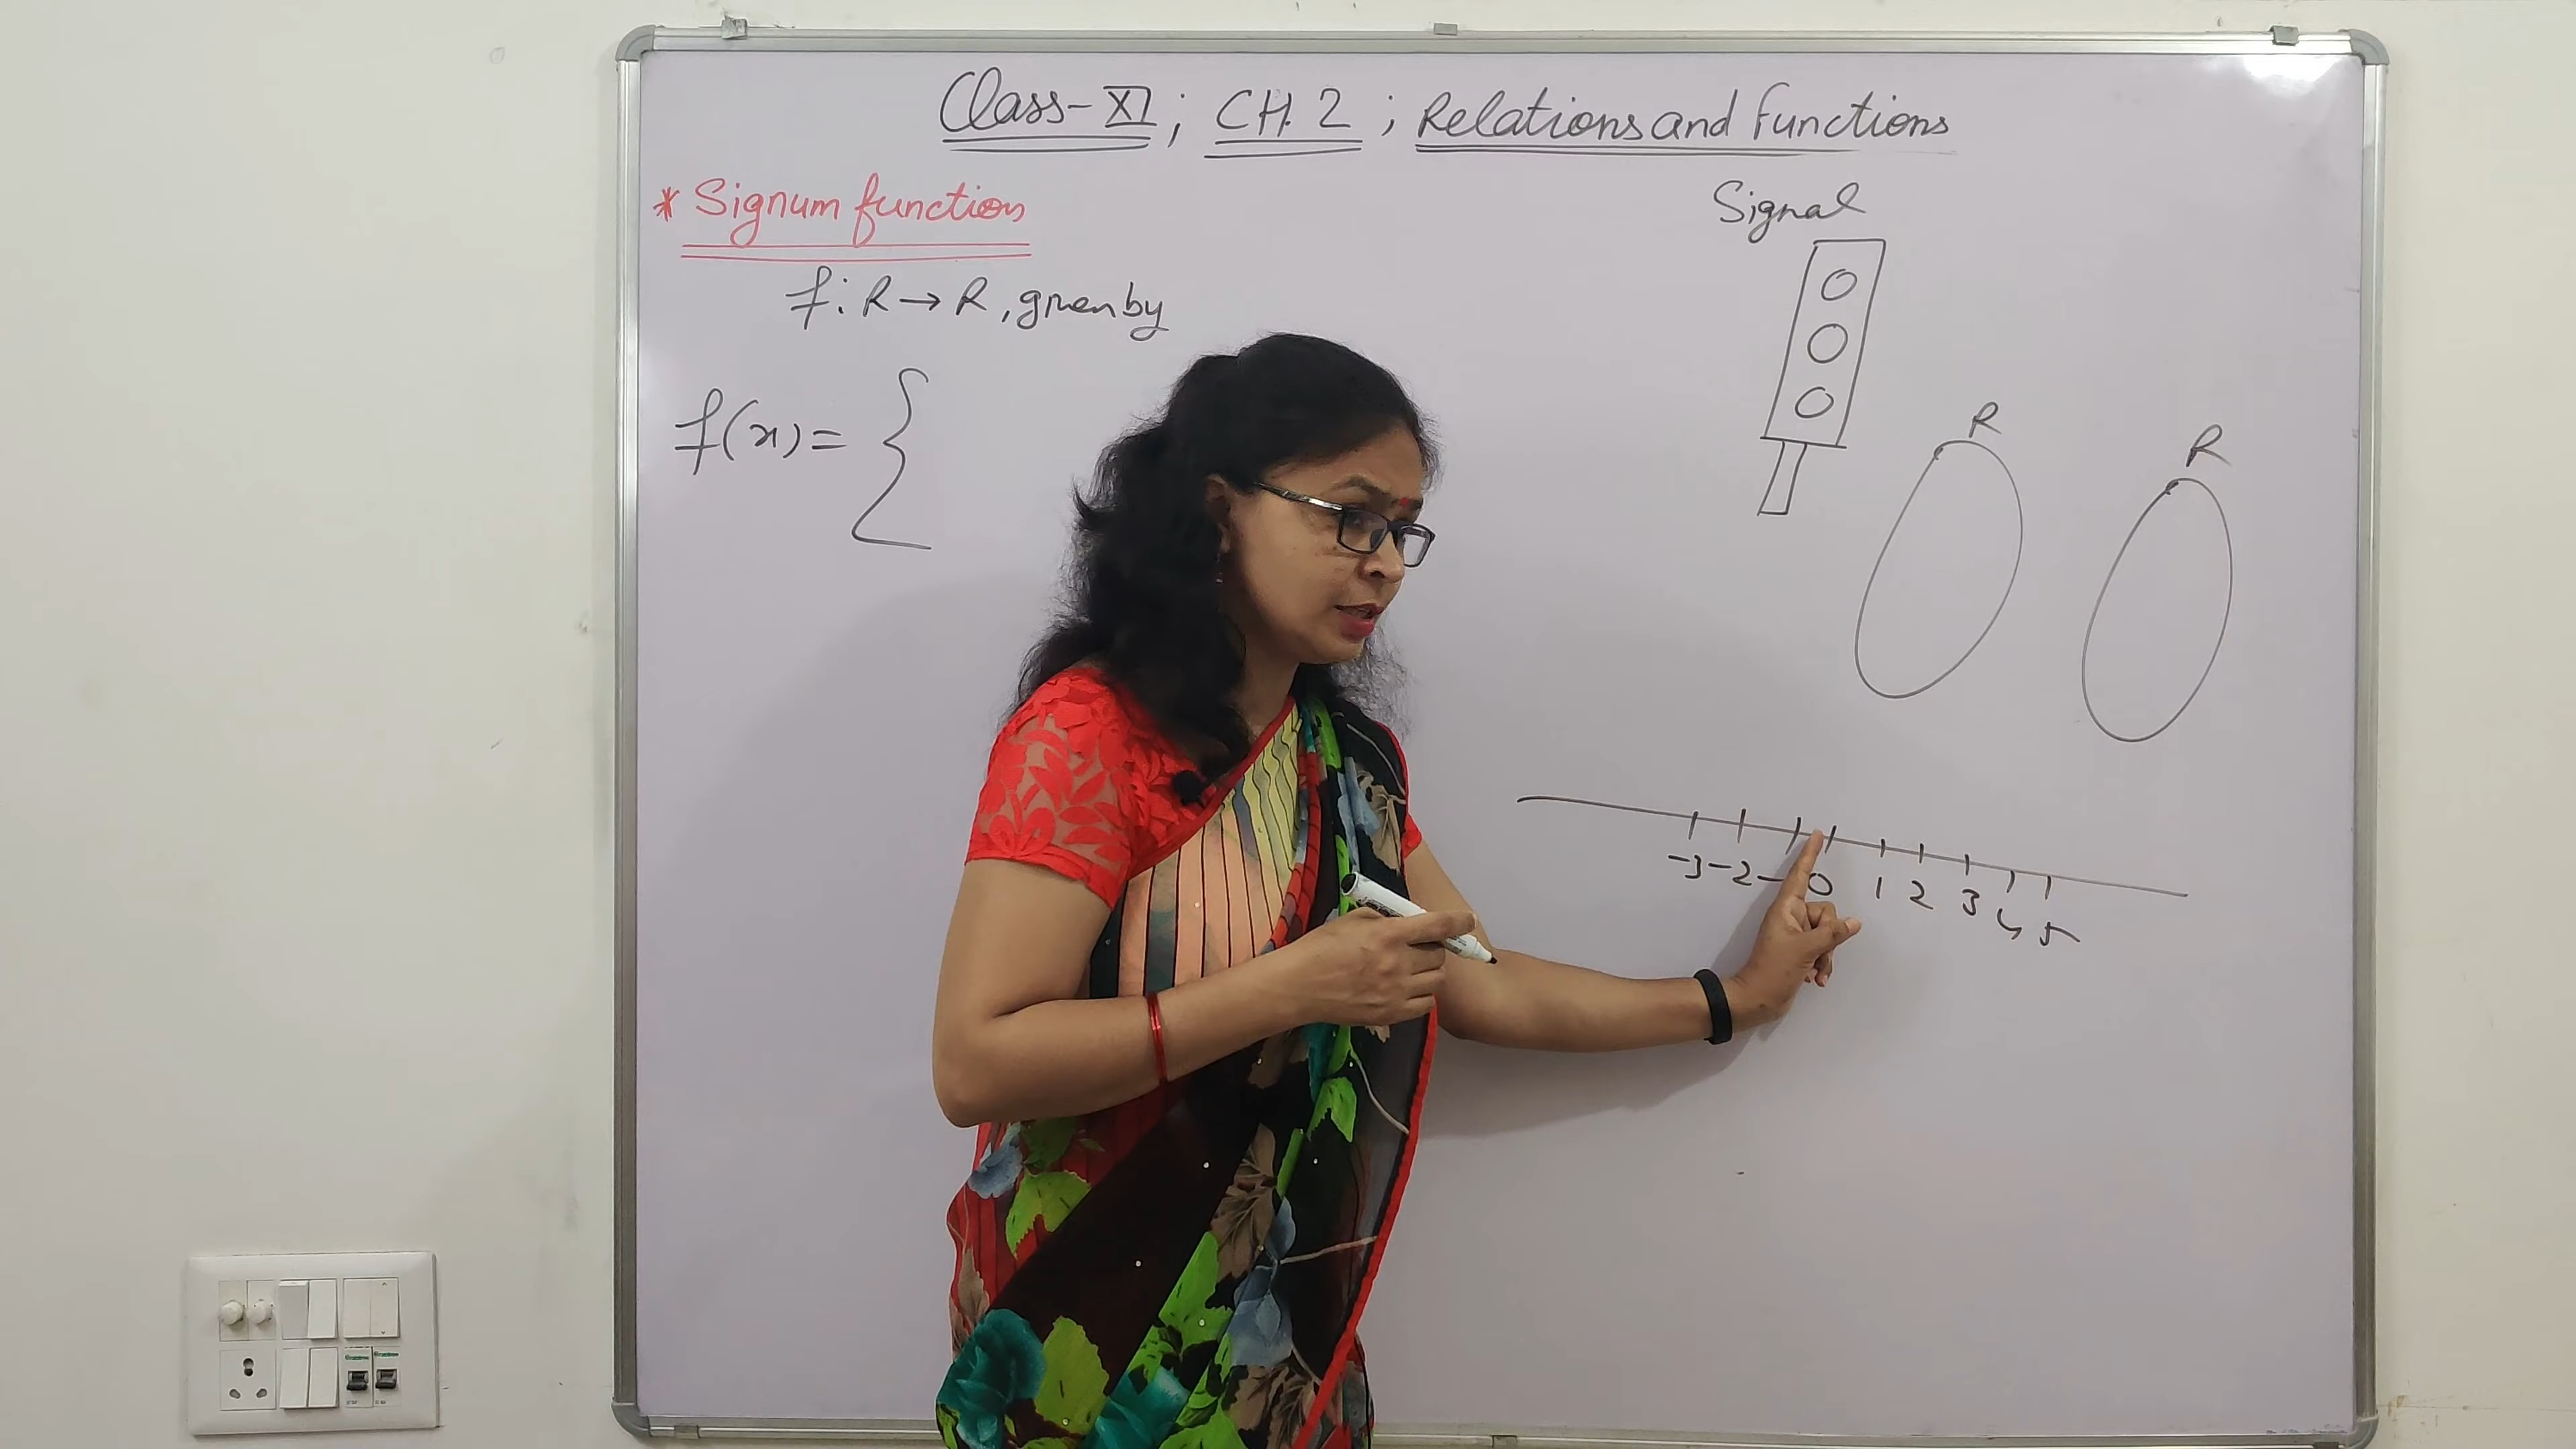 Class-XI; CH.2; Relations and functions
* Signum function
f: R→R, given by
f(x)= {
Signal
R
R
-3 -2 - 0 1 2 3 4 5